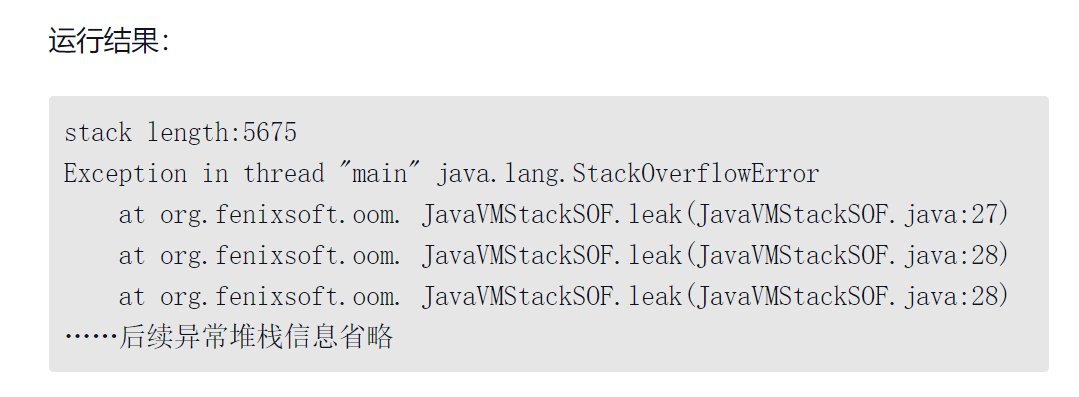 运行结果：
stack length:5675
Exception in thread "main" java.lang.StackOverflowError
    at org.fenixsoft.oom. JavaVMStackSOF.leak(JavaVMStackSOF.java:27)
    at org.fenixsoft.oom. JavaVMStackSOF.leak(JavaVMStackSOF.java:28)
    at org.fenixsoft.oom. JavaVMStackSOF.leak(JavaVMStackSOF.java:28)
……后续异常堆栈信息省略